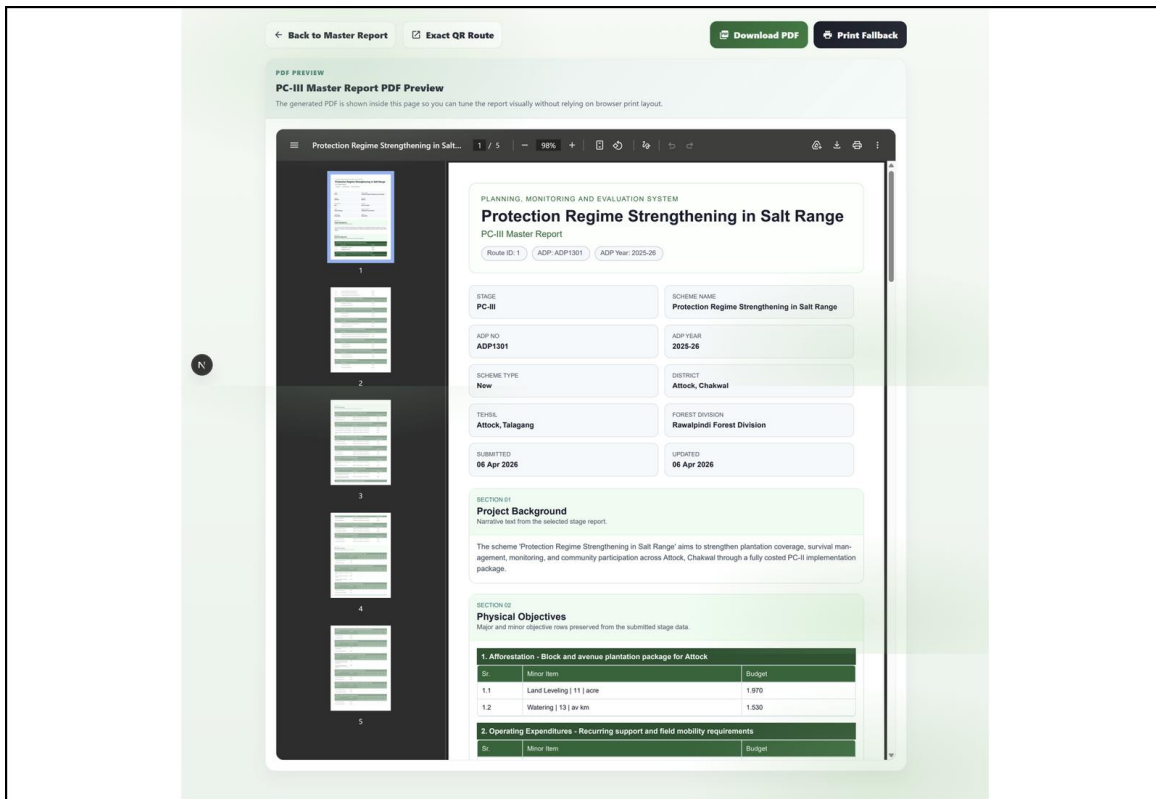 Back to Master Report
Exact QR Route
Download PDF
Print Fallback
PDF PREVIEW
PC-III Master Report PDF Preview
The generated PDF is shown inside this page so you can tune the report visually without relying on browser print layout.
Protection Regime Strengthening in Salt... 1 / 5 98%
1
2
3
4
5
N
PLANNING, MONITORING AND EVALUATION SYSTEM
Protection Regime Strengthening in Salt Range
PC-III Master Report
Route ID: 1 ADP: ADP1301 ADP Year: 2025-26
STAGE
PC-III
SCHEME NAME
Protection Regime Strengthening in Salt Range
ADP NO
ADP1301
ADP YEAR
2025-26
SCHEME TYPE
New
DISTRICT
Attock, Chakwal
TEHSIL
Attock, Talagang
FOREST DIVISION
Rawalpindi Forest Division
SUBMITTED
06 Apr 2026
UPDATED
06 Apr 2026
SECTION 01
Project Background
Narrative text from the selected stage report.
The scheme 'Protection Regime Strengthening in Salt Range' aims to strengthen plantation coverage, survival man-
agement, monitoring, and community participation across Attock, Chakwal through a fully costed PC-II implementation
package.
SECTION 02
Physical Objectives
Major and minor objective rows preserved from the submitted stage data.
1. Afforestation - Block and avenue plantation package for Attock
Sr. Minor Item Budget
1.1 Land Leveling | 11 | acre 1.970
1.2 Watering | 13 | av km 1.530
2. Operating Expenditures - Recurring support and field mobility requirements
Sr. Minor Item Budget